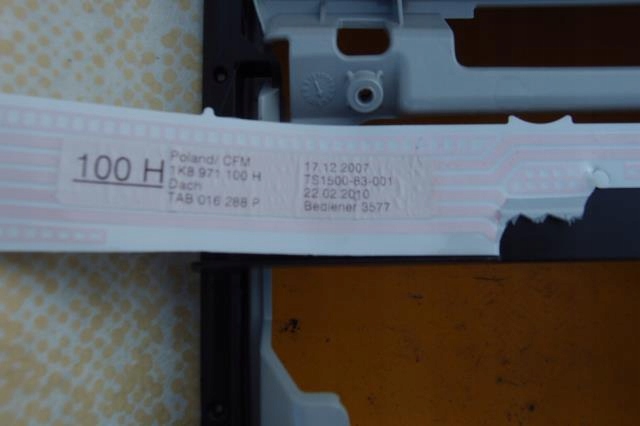 100 H
Poland/ CFM
1K8 971 100 H
Dach
TAB 016 288 P
17.12.2007
TS1500-83-001
22.02.2010
Bediener 3577